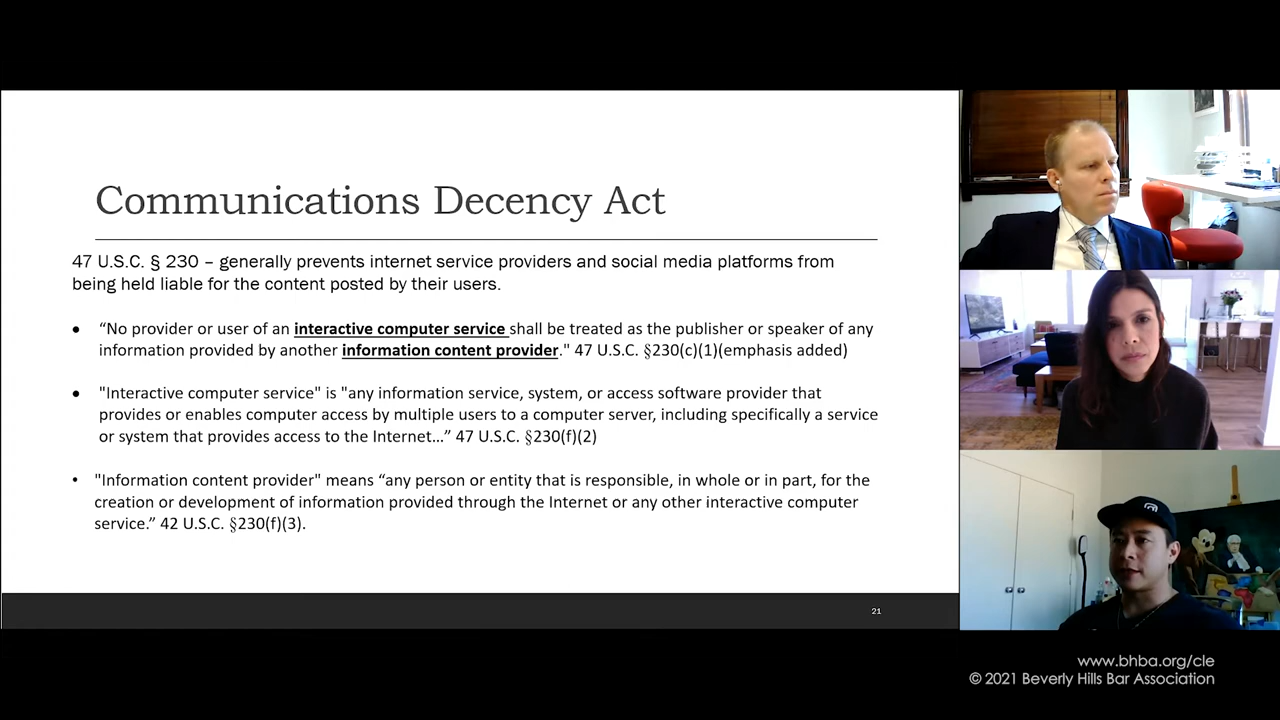 Communications Decency Act
47 U.S.C. § 230 – generally prevents internet service providers and social media platforms from
being held liable for the content posted by their users.
• “No provider or user of an interactive computer service shall be treated as the publisher or speaker of any
information provided by another information content provider." 47 U.S.C. §230(c)(1)(emphasis added)
• "Interactive computer service" is "any information service, system, or access software provider that
provides or enables computer access by multiple users to a computer server, including specifically a service
or system that provides access to the Internet…” 47 U.S.C. §230(f)(2)
• "Information content provider" means “any person or entity that is responsible, in whole or in part, for the
creation or development of information provided through the Internet or any other interactive computer
service.” 42 U.S.C. §230(f)(3).
21
www.bhba.org/cle
© 2021 Beverly Hills Bar Association